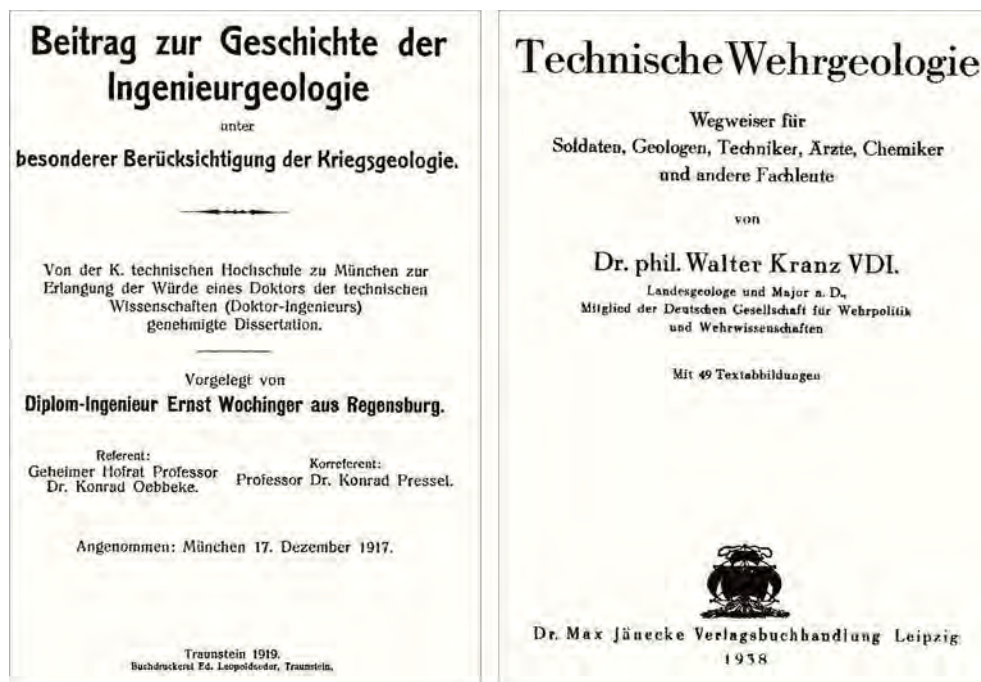 Beitrag zur Geschichte der
Ingenieurgeologie
unter
besonderer Berücksichtigung der Kriegsgeologie.
Von der K. technischen Hochschule zu München zur
Erlangung der Würde eines Doktors der technischen
Wissenschaften (Doktor-Ingenieurs)
genehmigte Dissertation.
Vorgelegt von
Diplom-Ingenieur Ernst Wochinger aus Regensburg.
Referent:
Geheimer Hofrat Professor
Dr. Konrad Oebbeke.
Korreferent:
Professor Dr. Konrad Pressel.
Angenommen: München 17. Dezember 1917.
Traunstein 1919.
Buchdruckerei Ed. Leopoldseder, Traunstein.
Technische Wehrgeologie
Wegweiser für
Soldaten, Geologen, Techniker, Ärzte, Chemiker
und andere Fachleute
von
Dr. phil. Walter Kranz VDI.
Landesgeologe und Major a. D.,
Mitglied der Deutschen Gesellschaft für Wehrpolitik
und Wehrwissenschaften
Mit 49 Textabbildungen
Dr. Max Jänecke Verlagsbuchhandlung Leipzig
1938